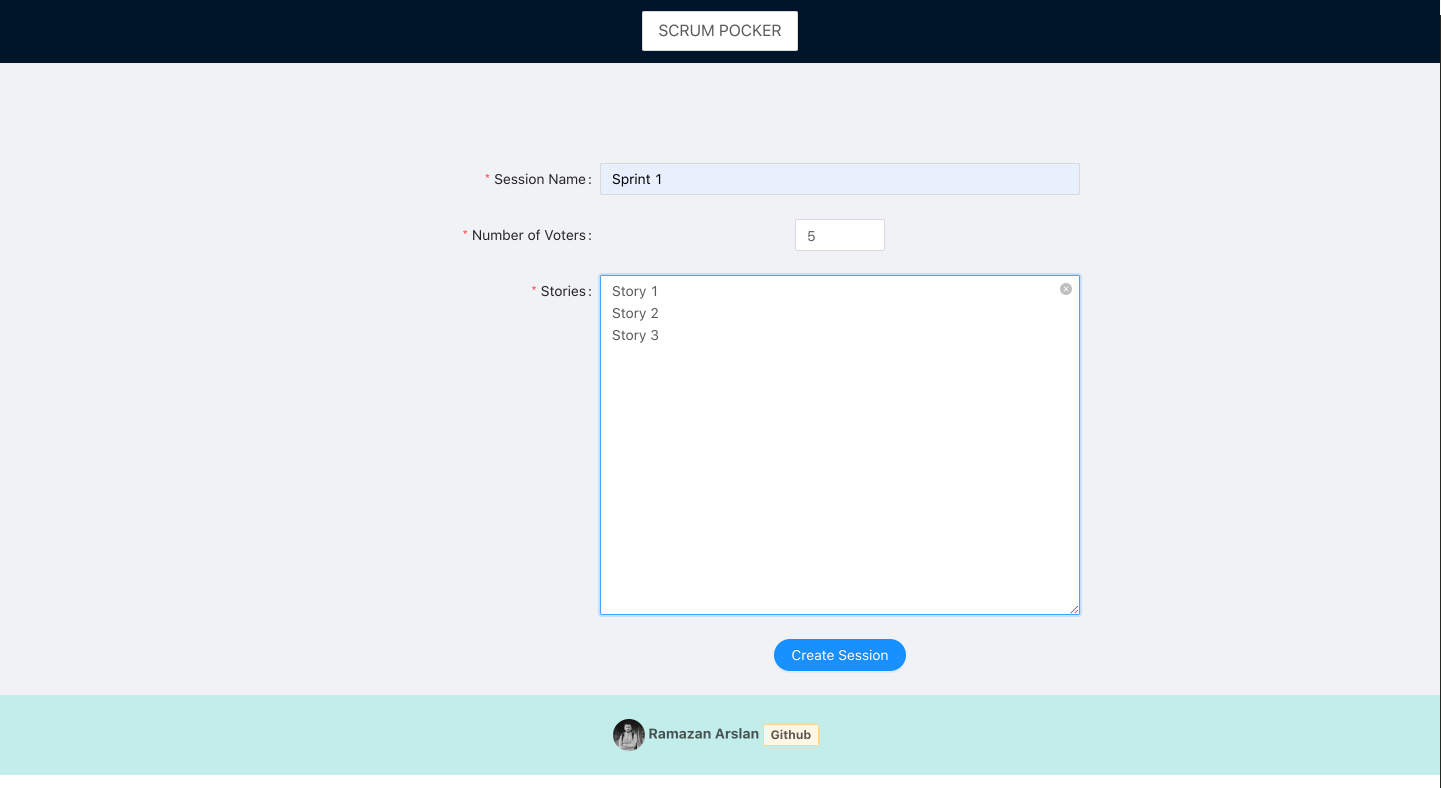 SCRUM POCKER
* Session Name: Sprint 1
* Number of Voters: 5
* Stories: Story 1
Story 2
Story 3
Create Session
Ramazan Arslan Github